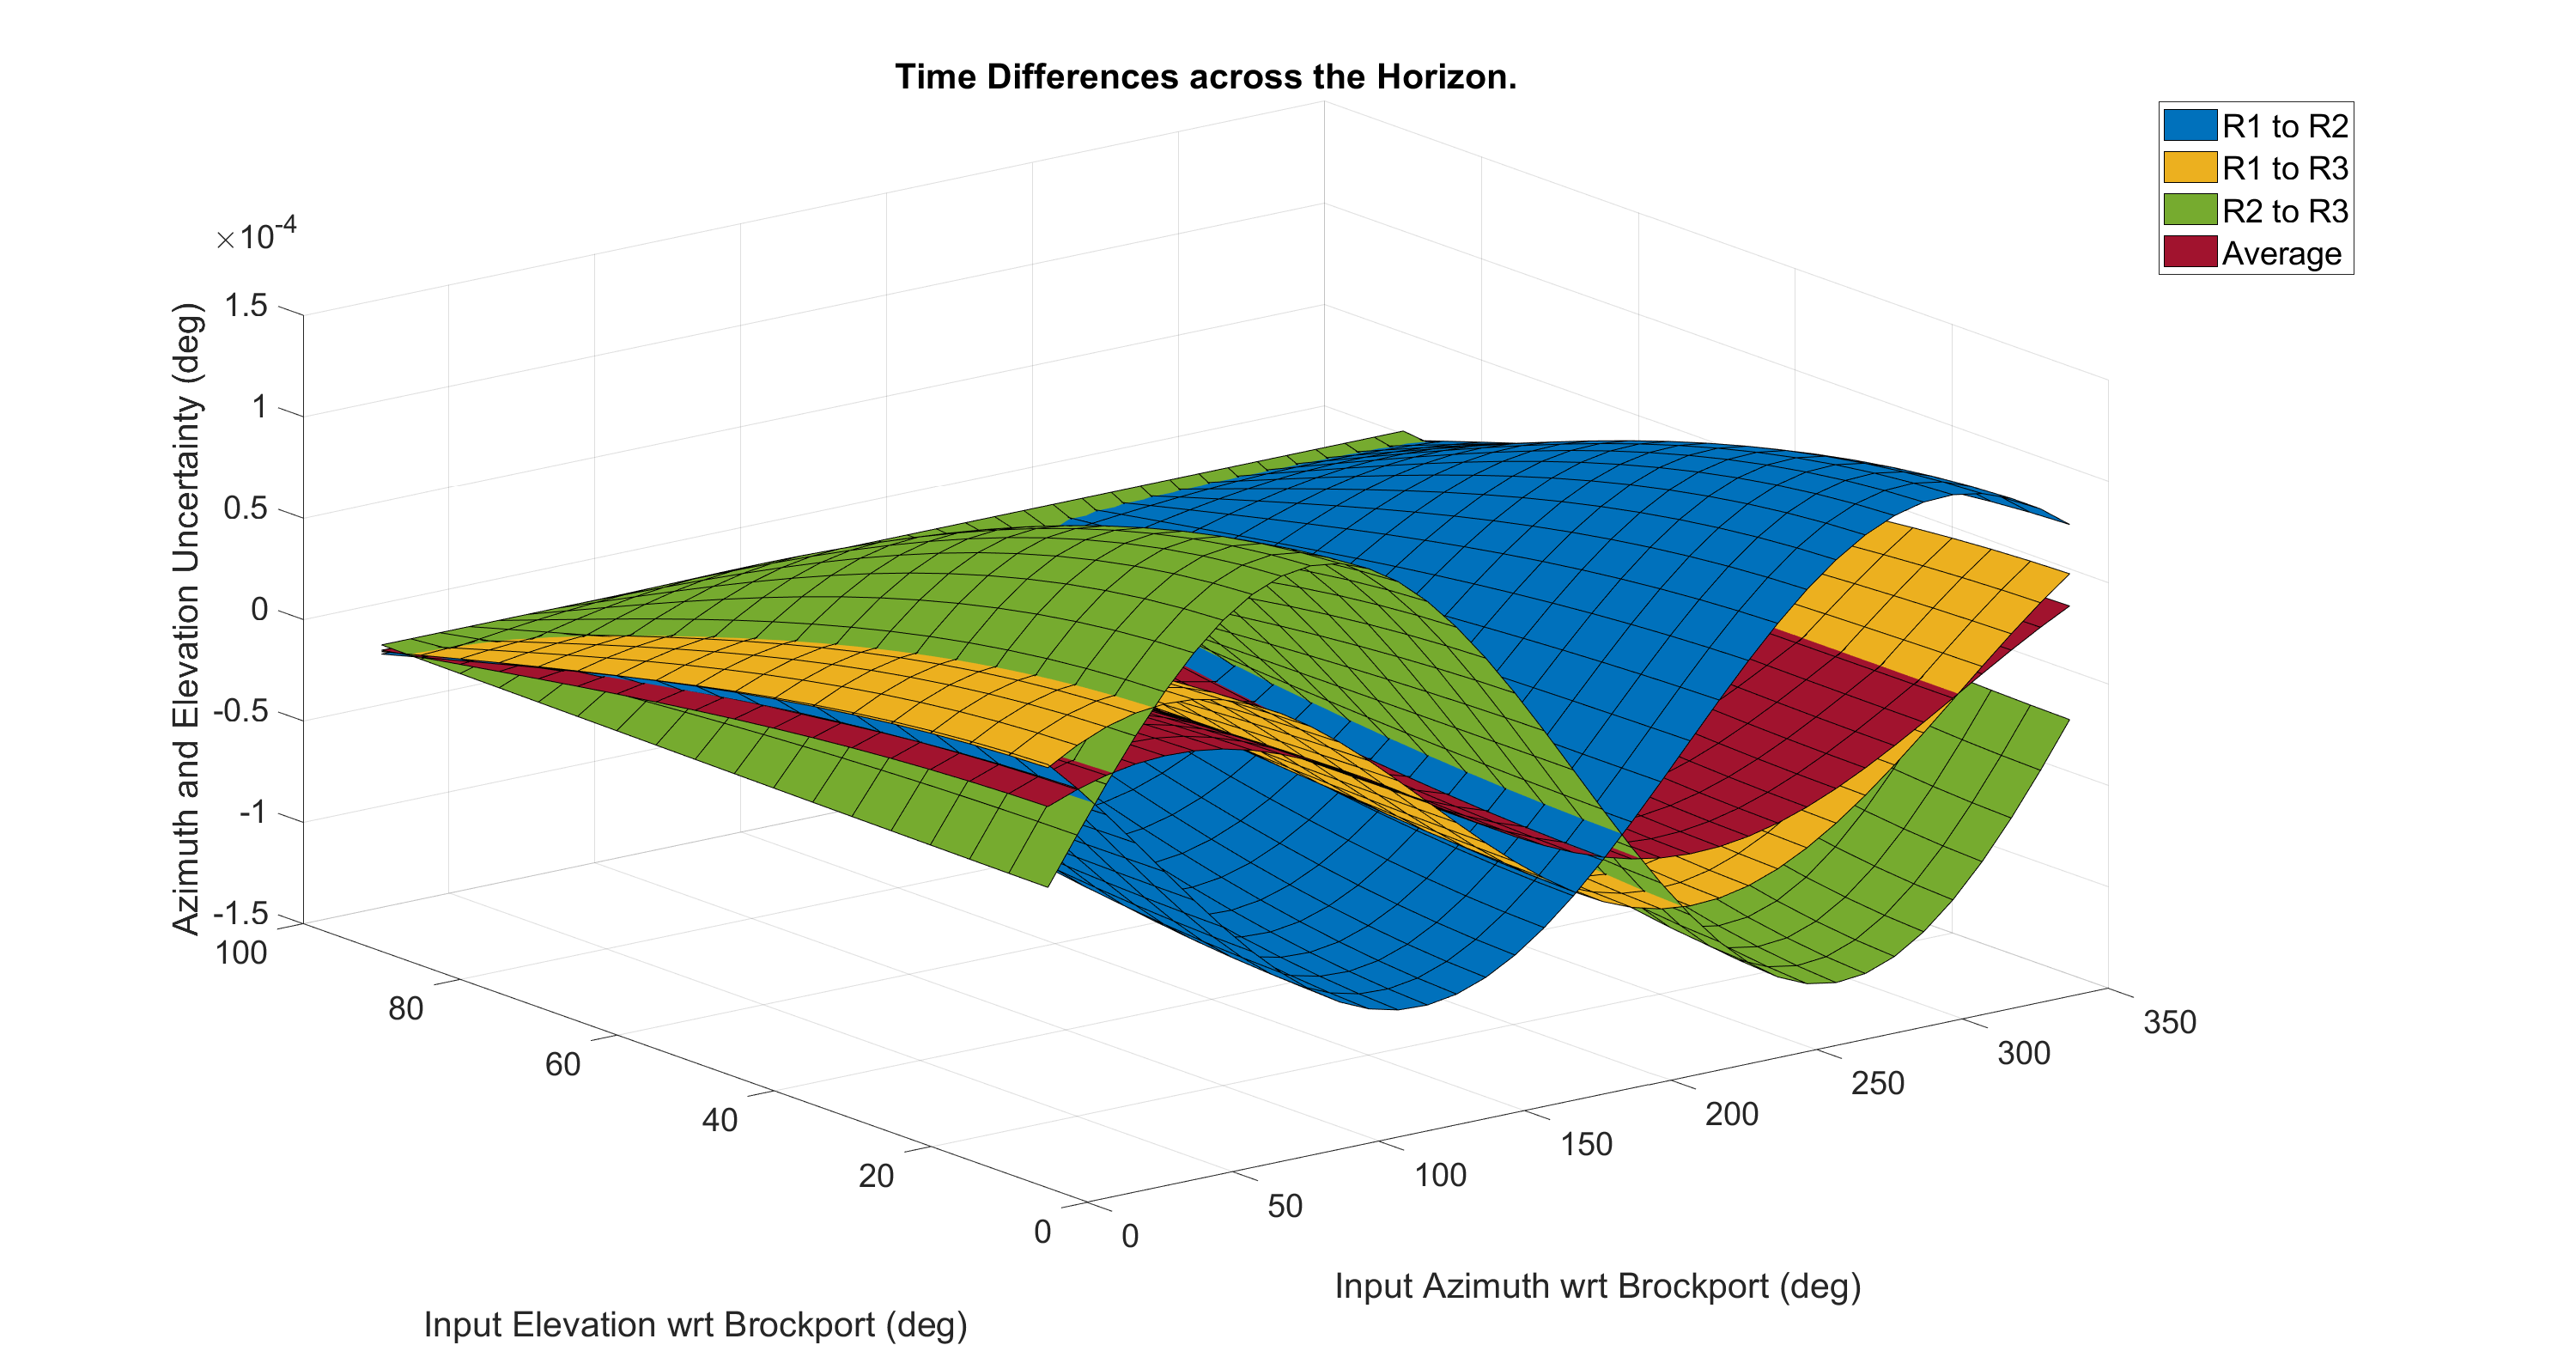 Time Differences across the Horizon.
R1 to R2
R1 to R3
R2 to R3
Average
×10-4
1.5
1
0.5
0
-0.5
-1
-1.5
Azimuth and Elevation Uncertainty (deg)
100
80
60
40
20
0
Input Elevation wrt Brockport (deg)
0
50
100
150
200
250
300
350
Input Azimuth wrt Brockport (deg)